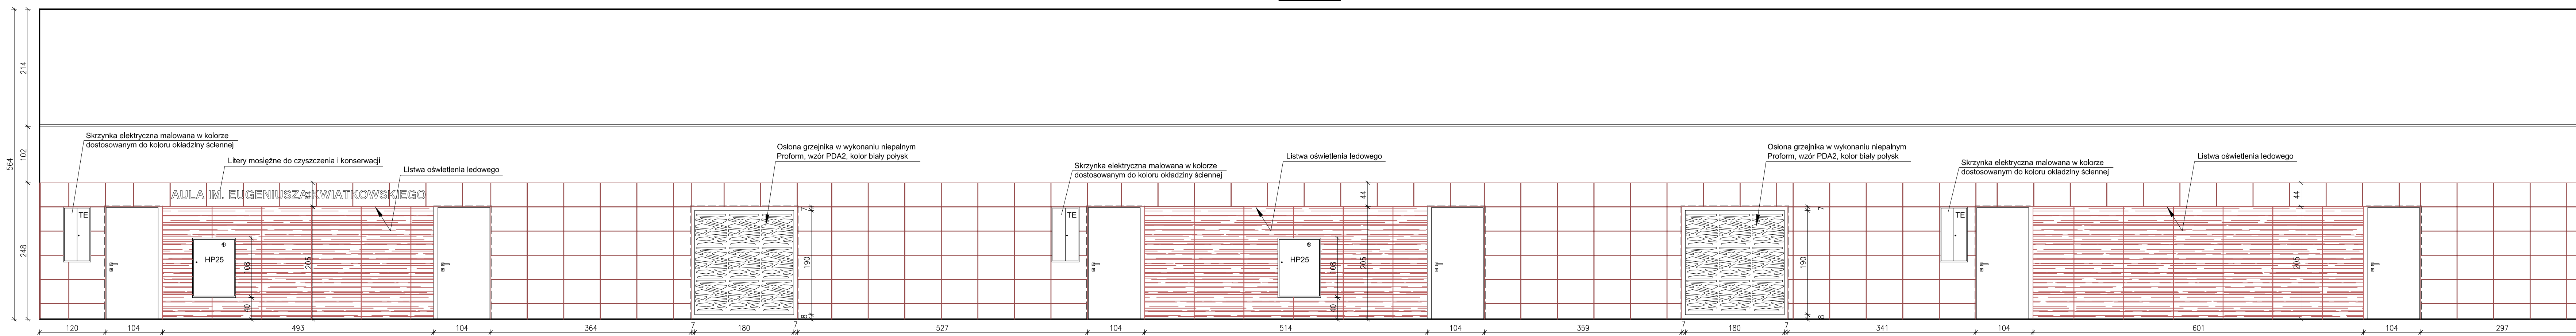 564
214
102
248
Skrzynka elektryczna malowana w kolorze
dostosowanym do koloru okładziny ściennej
Litery mosiężne do czyszczenia i konserwacji
Listwa oświetlenia ledowego
Osłona grzejnika w wykonaniu niepalnym
Proform, wzór PDA2, kolor biały połysk
Skrzynka elektryczna malowana w kolorze
dostosowanym do koloru okładziny ściennej
Listwa oświetlenia ledowego
Osłona grzejnika w wykonaniu niepalnym
Proform, wzór PDA2, kolor biały połysk
Skrzynka elektryczna malowana w kolorze
dostosowanym do koloru okładziny ściennej
Listwa oświetlenia ledowego
AULA IM. EUGENIUSZA KWIATKOWSKIEGO
44
44
44
TE
7
TE
7
TE
HP25
108
205
190
HP25
108
205
190
205
40
8
40
8
120 104 493 104 364 7 180 7 527 104 514 104 359 7 180 7 341 104 601 104 297